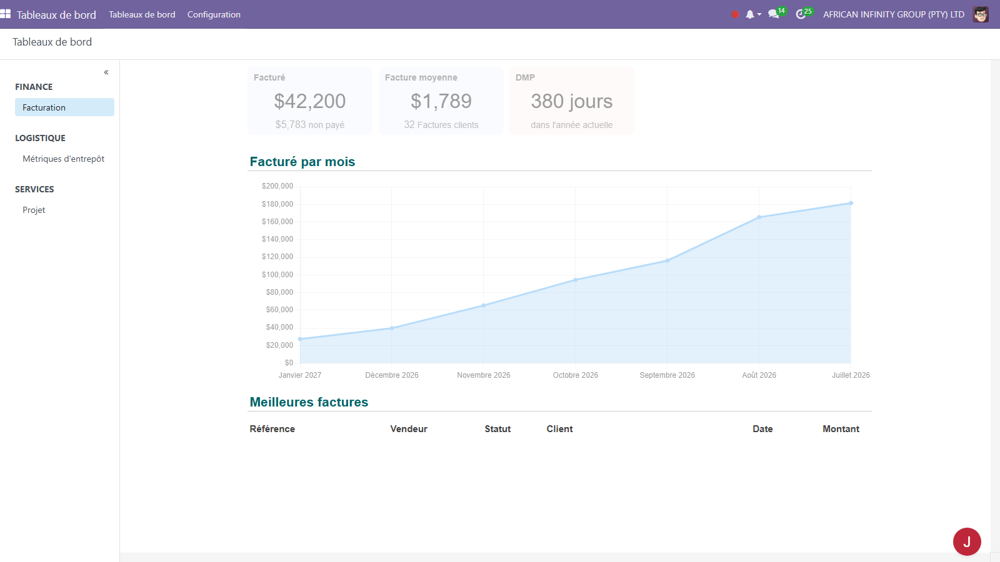 Tableaux de bord Tableaux de bord Configuration 14 25 AFRICAN INFINITY GROUP (PTY) LTD
Tableaux de bord
«
FINANCE
Facturation
LOGISTIQUE
Métriques d'entrepôt
SERVICES
Projet
Facturé
$42,200
$5,783 non payé
Facture moyenne
$1,789
32 Factures clients
DMP
380 jours
dans l'année actuelle
Facturé par mois
$200,000
$180,000
$160,000
$140,000
$120,000
$100,000
$80,000
$60,000
$40,000
$20,000
$0
Janvier 2027 Décembre 2026 Novembre 2026 Octobre 2026 Septembre 2026 Août 2026 Juillet 2026
Meilleures factures
Référence Vendeur Statut Client Date Montant
J